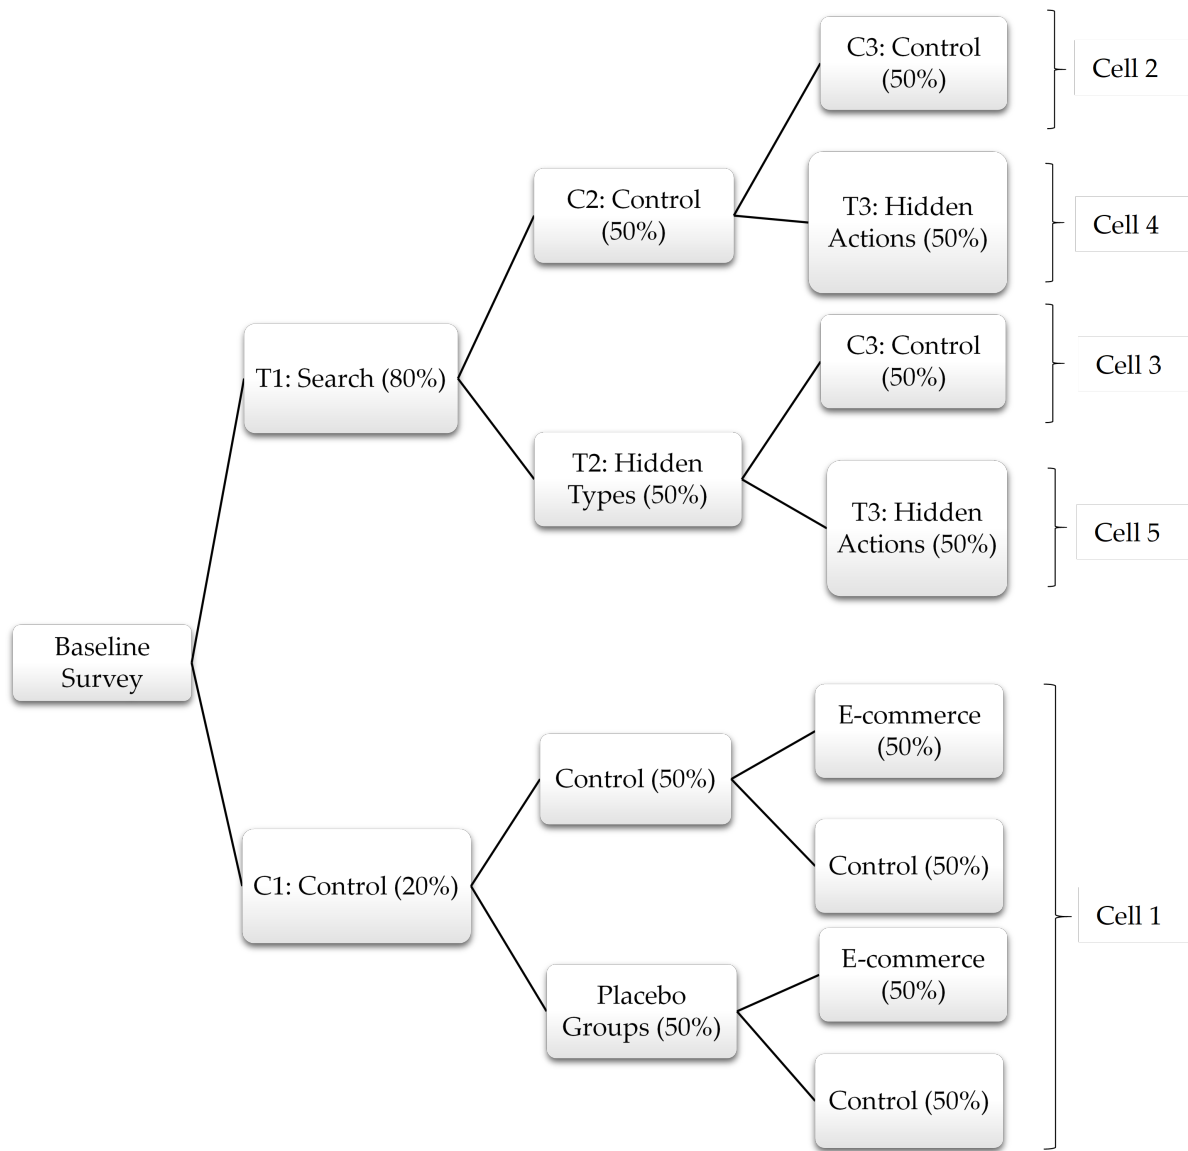 C3: Control
(50%)
Cell 2
C2: Control
(50%)
T3: Hidden
Actions (50%)
Cell 4
T1: Search (80%)
C3: Control
(50%)
Cell 3
T2: Hidden
Types (50%)
T3: Hidden
Actions (50%)
Cell 5
Baseline
Survey
E-commerce
(50%)
Control (50%)
Control (50%)
C1: Control (20%)
Cell 1
E-commerce
(50%)
Placebo
Groups (50%)
Control (50%)